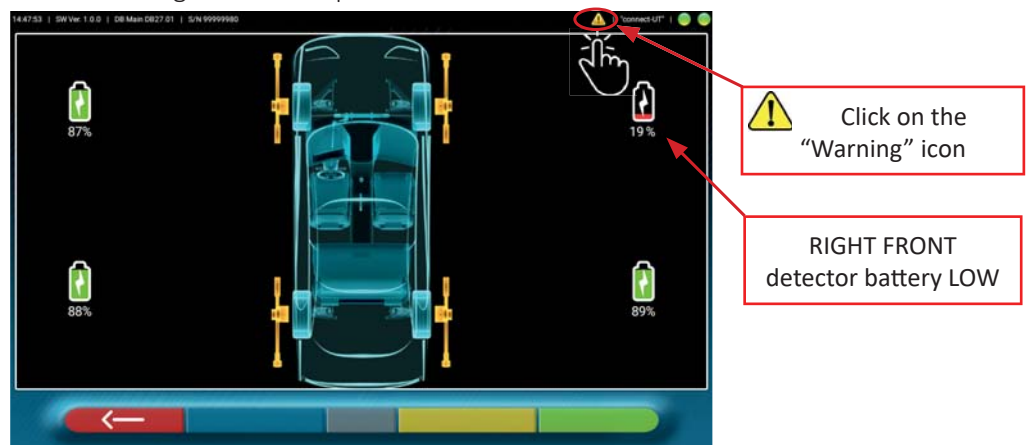 14:47:53 | SW Ver. 1.0.0 | DB Main DB27.01 | S/N 99999980
"connect-UT" |
87%
19%
Click on the
“Warning” icon
RIGHT FRONT
detector battery LOW
88%
89%